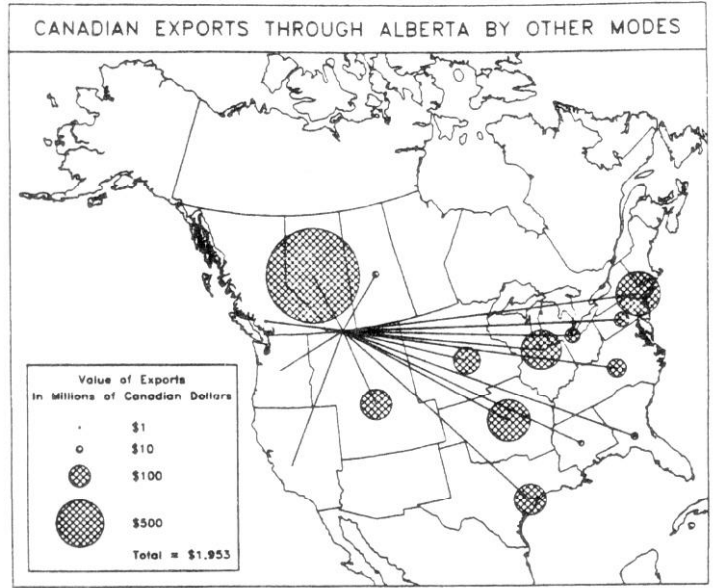 CANADIAN EXPORTS THROUGH ALBERTA BY OTHER MODES
Value of Exports
In Millions of Canadian Dollars
$1
$10
$100
$500
Total = $1,953